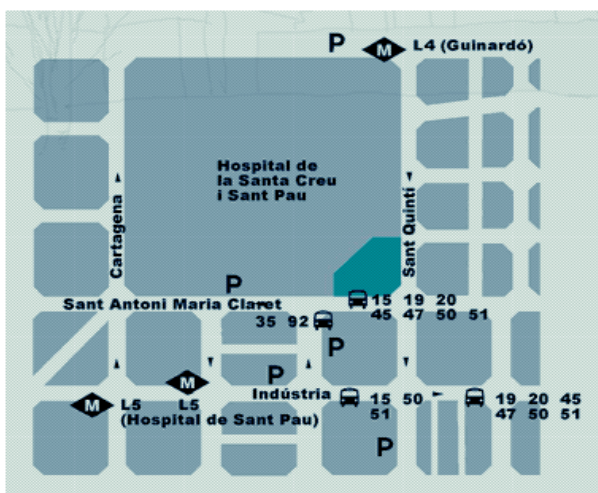 P
M L4 (Guinardó)
Hospital de
la Santa Creu
i Sant Pau
Cartagena
Sant Quintí
P
Sant Antoni Maria Claret
15 19 20
45 47 50 51
35 92
P
P
M
Indústria
15 50
51
19 20 45
47 50 51
M L5 L5
(Hospital de Sant Pau)
P